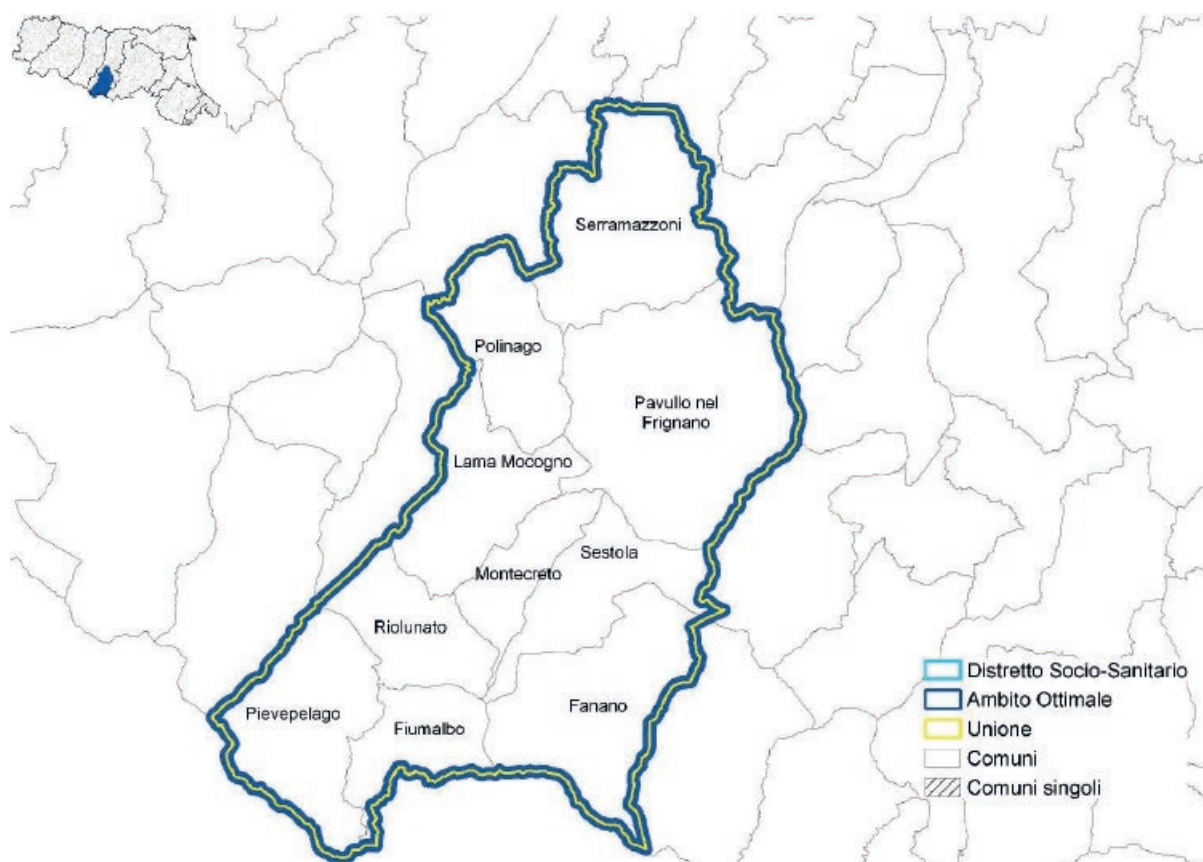 Serramazzoni
Polinago
Pavullo nel
Frignano
Lama Mocogno
Sestola
Montecreto
Riolunato
Pievepelago
Fiumalbo
Fanano
Distretto Socio-Sanitario
Ambito Ottimale
Unione
Comuni
Comuni singoli